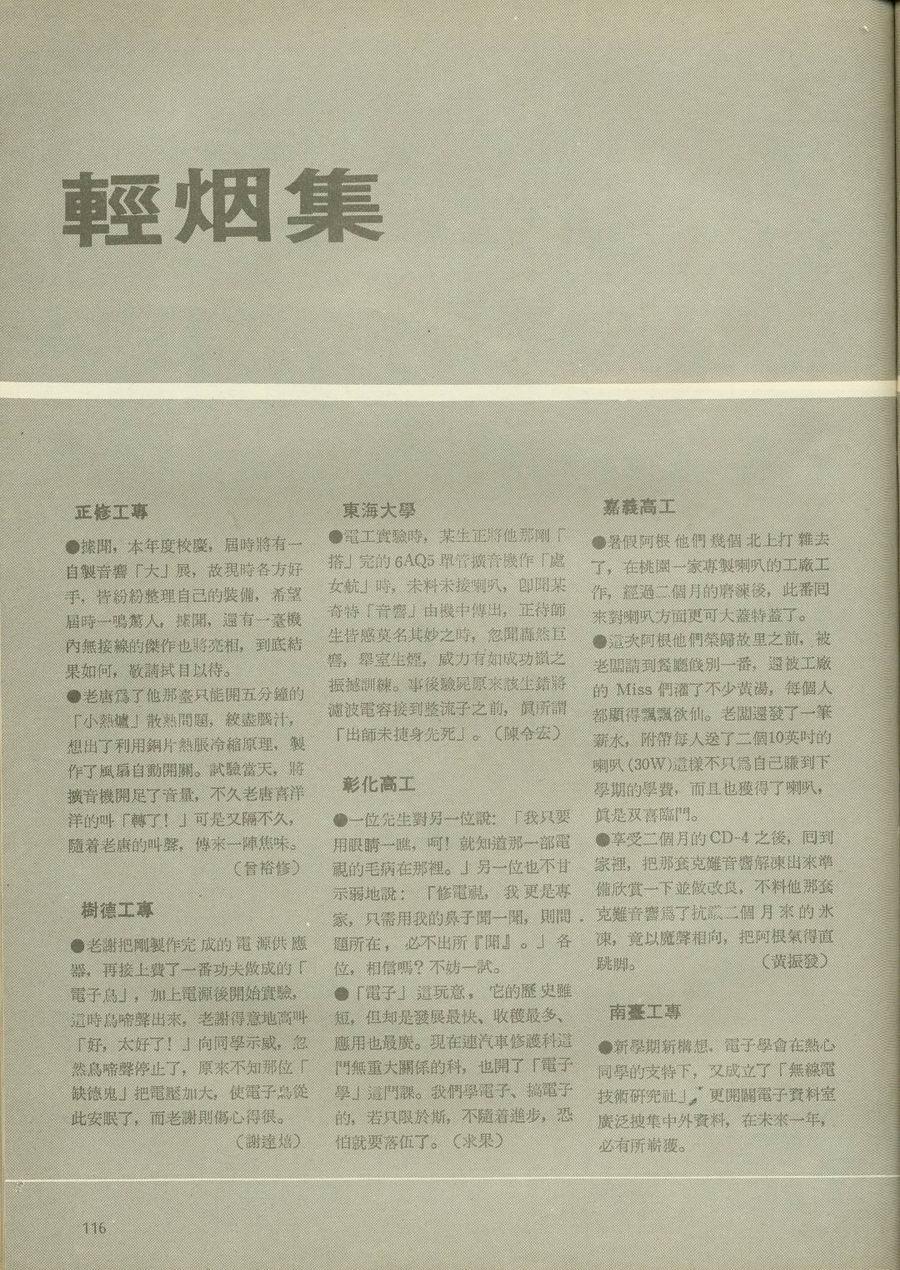 輕烟集
正修工專
●據聞，本年度校慶，屆時將有一
自製音響「大」展，故現時各方好
手，皆紛紛整理自己的裝備，希望
屆時一鳴驚人，據聞，還有一臺機
內無接線的傑作也將亮相，到底結
果如何，敬請拭目以待。
●老唐爲了他那臺只能開五分鐘的
「小熱爐」散熱問題，絞盡腦汁，
想出了利用銅片熱脹冷縮原理，製
作了風扇自動開關。試驗當天，將
擴音機開足了音量，不久老唐喜洋
洋的叫「轉了！」可是又隔不久，
隨着老唐的叫聲，傳來一陣焦味。
（曾裕修）
樹德工專
●老謝把剛製作完成的電源供應
器，再接上費了一番功夫做成的「
電子鳥」，加上電源後開始實驗，
這時鳥啼聲出來，老謝得意地高叫
「好，太好了！」向同學示威，忽
然鳥啼聲停止了，原來不知那位「
缺德鬼」把電壓加大，使電子鳥從
此安眠了，而老謝則傷心得很。
（謝達焙）
東海大學
●電工實驗時，某生正將他那剛「
搭」完的6AQ5單管擴音機作「處
女航」時，未料未接喇叭，卽聞某
奇特「音響」由機中傳出，正待師
生皆感莫名其妙之時，忽聞轟然巨
響，舉室生煙，威力有如成功嶺之
振撼訓練。事後驗屍原來該生錯將
濾波電容接到整流子之前，眞所謂
「出師未捷身先死」。（陳令宏）
彰化高工
●一位先生對另一位說：「我只要
用眼睛一瞧，呵！就知道那一部電
視的毛病在那裡。」另一位也不甘
示弱地說：「修電視，我更是專
家，只需用我的鼻子聞一聞，則問
題所在，必不出所『聞』。」各
位，相信嗎？不妨一試。
●「電子」這玩意，它的歷史雖
短，但却是發展最快、收穫最多、
應用也最廣。現在連汽車修護科這
門無重大關係的科，也開了「電子
學」這門課。我們學電子、搞電子
的，若只限於斯，不隨着進步，恐
怕就要落伍了。（求果）
嘉義高工
●暑假阿根他們幾個北上打雜去
了，在桃園一家專製喇叭的工廠工
作，經過二個月的磨練後，此番回
來對喇叭方面更可大蓋特蓋了。
●這次阿根他們榮歸故里之前，被
老闆請到餐廳餞別一番，還被工廠
的 Miss 們灌了不少黃湯，每個人
都顯得飄飄欲仙。老闆還發了一筆
薪水，附帶每人送了二個10英吋的
喇叭(30W)這樣不只爲自己賺到下
學期的學費，而且也獲得了喇叭，
眞是双喜臨門。
●享受二個月的CD-4之後，回到
家裡，把那套克難音響解凍出來準
備欣賞一下並做改良，不料他那套
克難音響爲了抗議二個月來的氷
凍，竟以魔聲相向，把阿根氣得直
跳脚。（黃振發）
南臺工專
●新學期新構想，電子學會在熱心
同學的支持下，又成立了「無線電
技術研究社」，更開闢電子資料室
廣泛搜集中外資料，在未來一年，
必有所嶄獲。
116